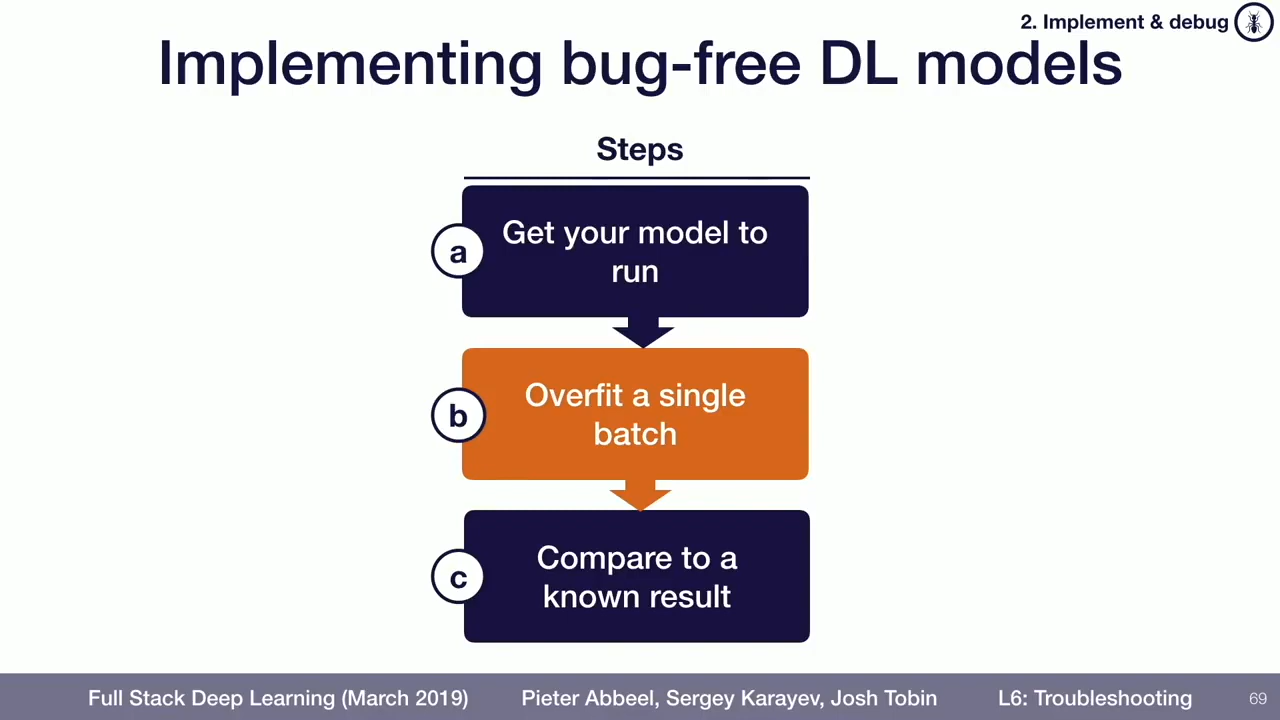 2. Implement & debug
Implementing bug-free DL models
Steps
a
Get your model to
run
b
Overfit a single
batch
c
Compare to a
known result
Full Stack Deep Learning (March 2019)
Pieter Abbeel, Sergey Karayev, Josh Tobin
L6: Troubleshooting
69